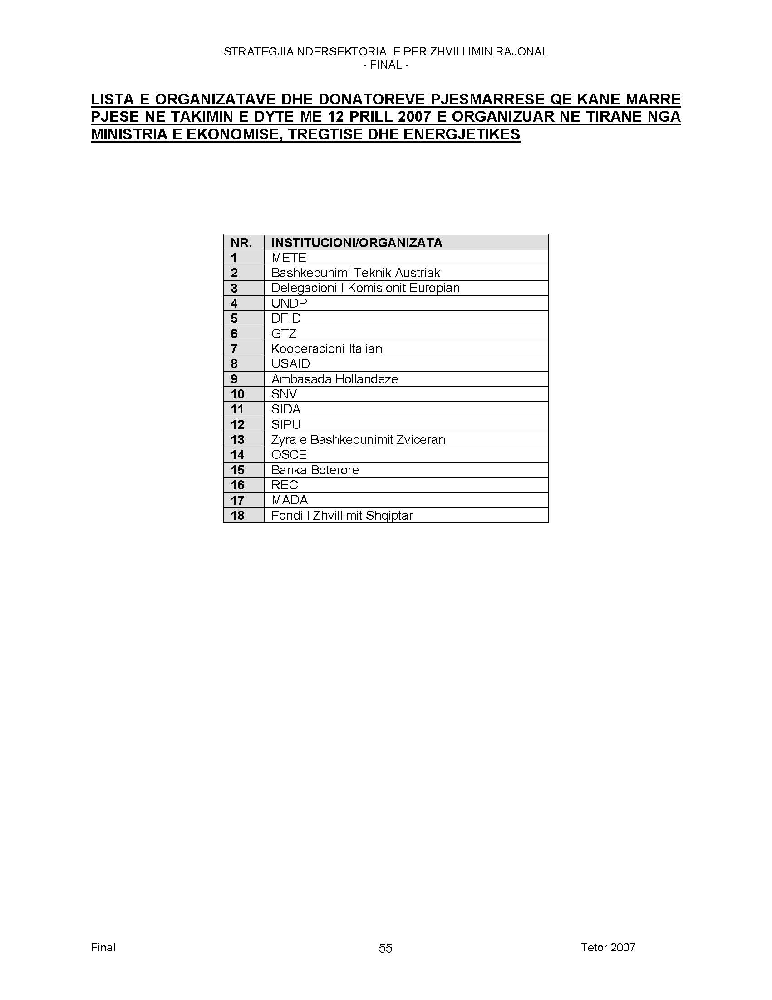 STRATEGJIA NDERSEKTORIALE PER ZHVILLIMIN RAJONAL
- FINAL -
LISTA E ORGANIZATAVE DHE DONATOREVE PJESMARRESE QE KANE MARRE
PJESE NE TAKIMIN E DYTE ME 12 PRILL 2007 E ORGANIZUAR NE TIRANE NGA
MINISTRIA E EKONOMISE, TREGTISE DHE ENERGJETIKES
NR. INSTITUCIONI/ORGANIZATA
1 METE
2 Bashkepunimi Teknik Austriak
3 Delegacioni I Komisionit Europian
4 UNDP
5 DFID
6 GTZ
7 Kooperacioni Italian
8 USAID
9 Ambasada Hollandeze
10 SNV
11 SIDA
12 SIPU
13 Zyra e Bashkepunimit Zviceran
14 OSCE
15 Banka Boterore
16 REC
17 MADA
18 Fondi I Zhvillimit Shqiptar
Final 55 Tetor 2007